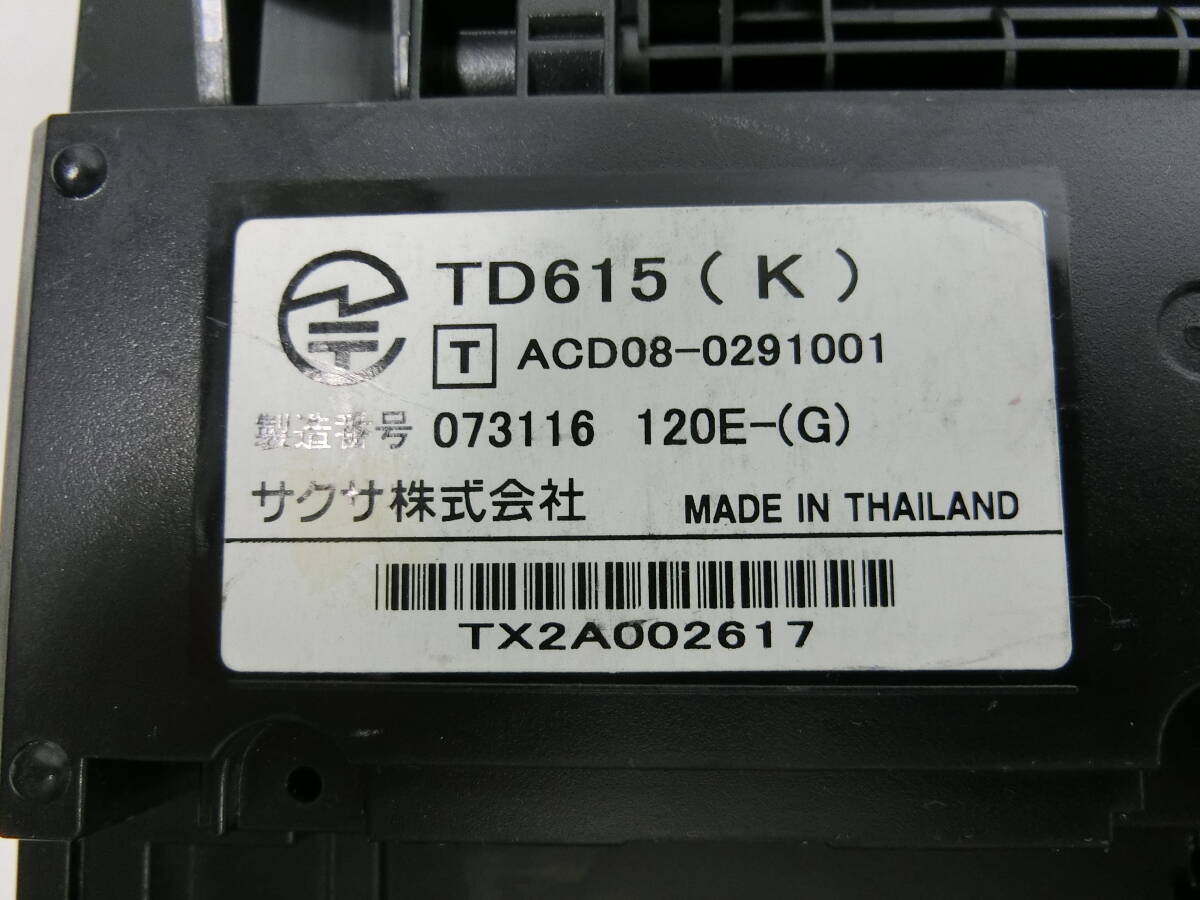 TD615 ( K )
T ACD08-0291001
製造番号 073116 120E-(G)
サクサ株式会社 MADE IN THAILAND
TX2A002617